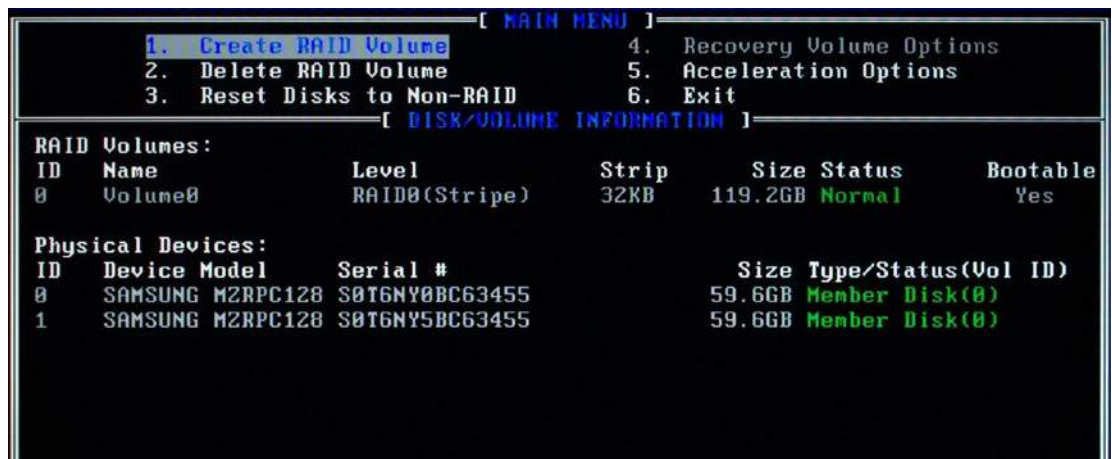 [ MAIN MENU ]
1. Create RAID Volume 4. Recovery Volume Options
2. Delete RAID Volume 5. Acceleration Options
3. Reset Disks to Non-RAID 6. Exit
[ DISK/VOLUME INFORMATION ]
RAID Volumes:
ID Name Level Strip Size Status Bootable
0 Volume0 RAID0(Stripe) 32KB 119.2GB Normal Yes
Physical Devices:
ID Device Model Serial # Size Type/Status(Vol ID)
0 SAMSUNG MZRPC128 S0T6NY0BC63455 59.6GB Member Disk(0)
1 SAMSUNG MZRPC128 S0T6NY5BC63455 59.6GB Member Disk(0)